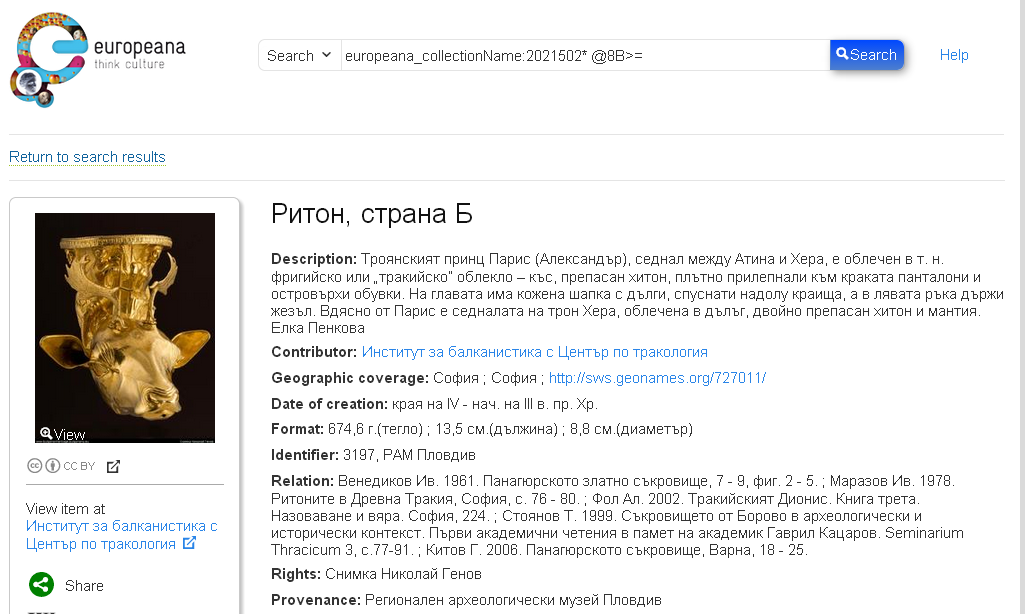 europeana
think culture
Search
europeana_collectionName:2021502* @8B>=
Search
Help
Return to search results
View
CC BY
View item at
Институт за балканистика с
Център по тракология
Share
Ритон, страна Б
Description: Троянският принц Парис (Александър), седнал между Атина и Хера, е облечен в т. н.
фригийско или „тракийско“ облекло – къс, препасан хитон, плътно прилепнали към краката панталони и
островърхи обувки. На главата има кожена шапка с дълги, спуснати надолу краища, а в лявата ръка държи
жезъл. Вдясно от Парис е седналата на трон Хера, облечена в дълъг, двойно препасан хитон и мантия.
Елка Пенкова
Contributor: Институт за балканистика с Център по тракология
Geographic coverage: София ; София ; http://sws.geonames.org/727011/
Date of creation: края на IV - нач. на III в. пр. Хр.
Format: 674,6 г.(тегло) ; 13,5 см.(дължина) ; 8,8 см.(диаметър)
Identifier: 3197, РАМ Пловдив
Relation: Венедиков Ив. 1961. Панагюрското златно съкровище, 7 - 9, фиг. 2 - 5. ; Маразов Ив. 1978.
Ритоните в Древна Тракия, София, с. 76 - 80. ; Фол Ал. 2002. Тракийският Дионис. Книга трета.
Назоваване и вяра. София, 224. ; Стоянов Т. 1999. Съкровището от Борово в археологически и
исторически контекст. Първи академични четения в памет на академик Гаврил Кацаров. Seminarium
Thracicum 3, с.77-91. ; Китов Г. 2006. Панагюрското съкровище, Варна, 18 - 25.
Rights: Снимка Николай Генов
Provenance: Регионален археологически музей Пловдив